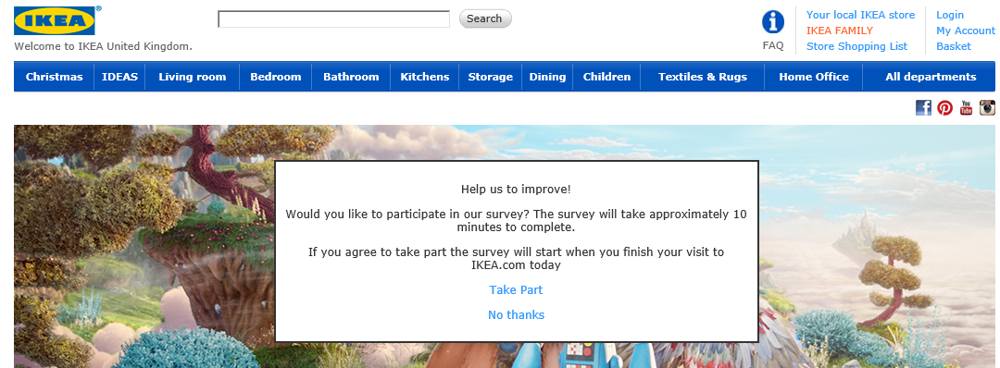 IKEA®
Search
FAQ
Your local IKEA store
IKEA FAMILY
Store Shopping List
Login
My Account
Basket
Welcome to IKEA United Kingdom.
Christmas IDEAS Living room Bedroom Bathroom Kitchens Storage Dining Children Textiles & Rugs Home Office All departments
f You Tube
Help us to improve!
Would you like to participate in our survey? The survey will take approximately 10
minutes to complete.
If you agree to take part the survey will start when you finish your visit to
IKEA.com today
Take Part
No thanks